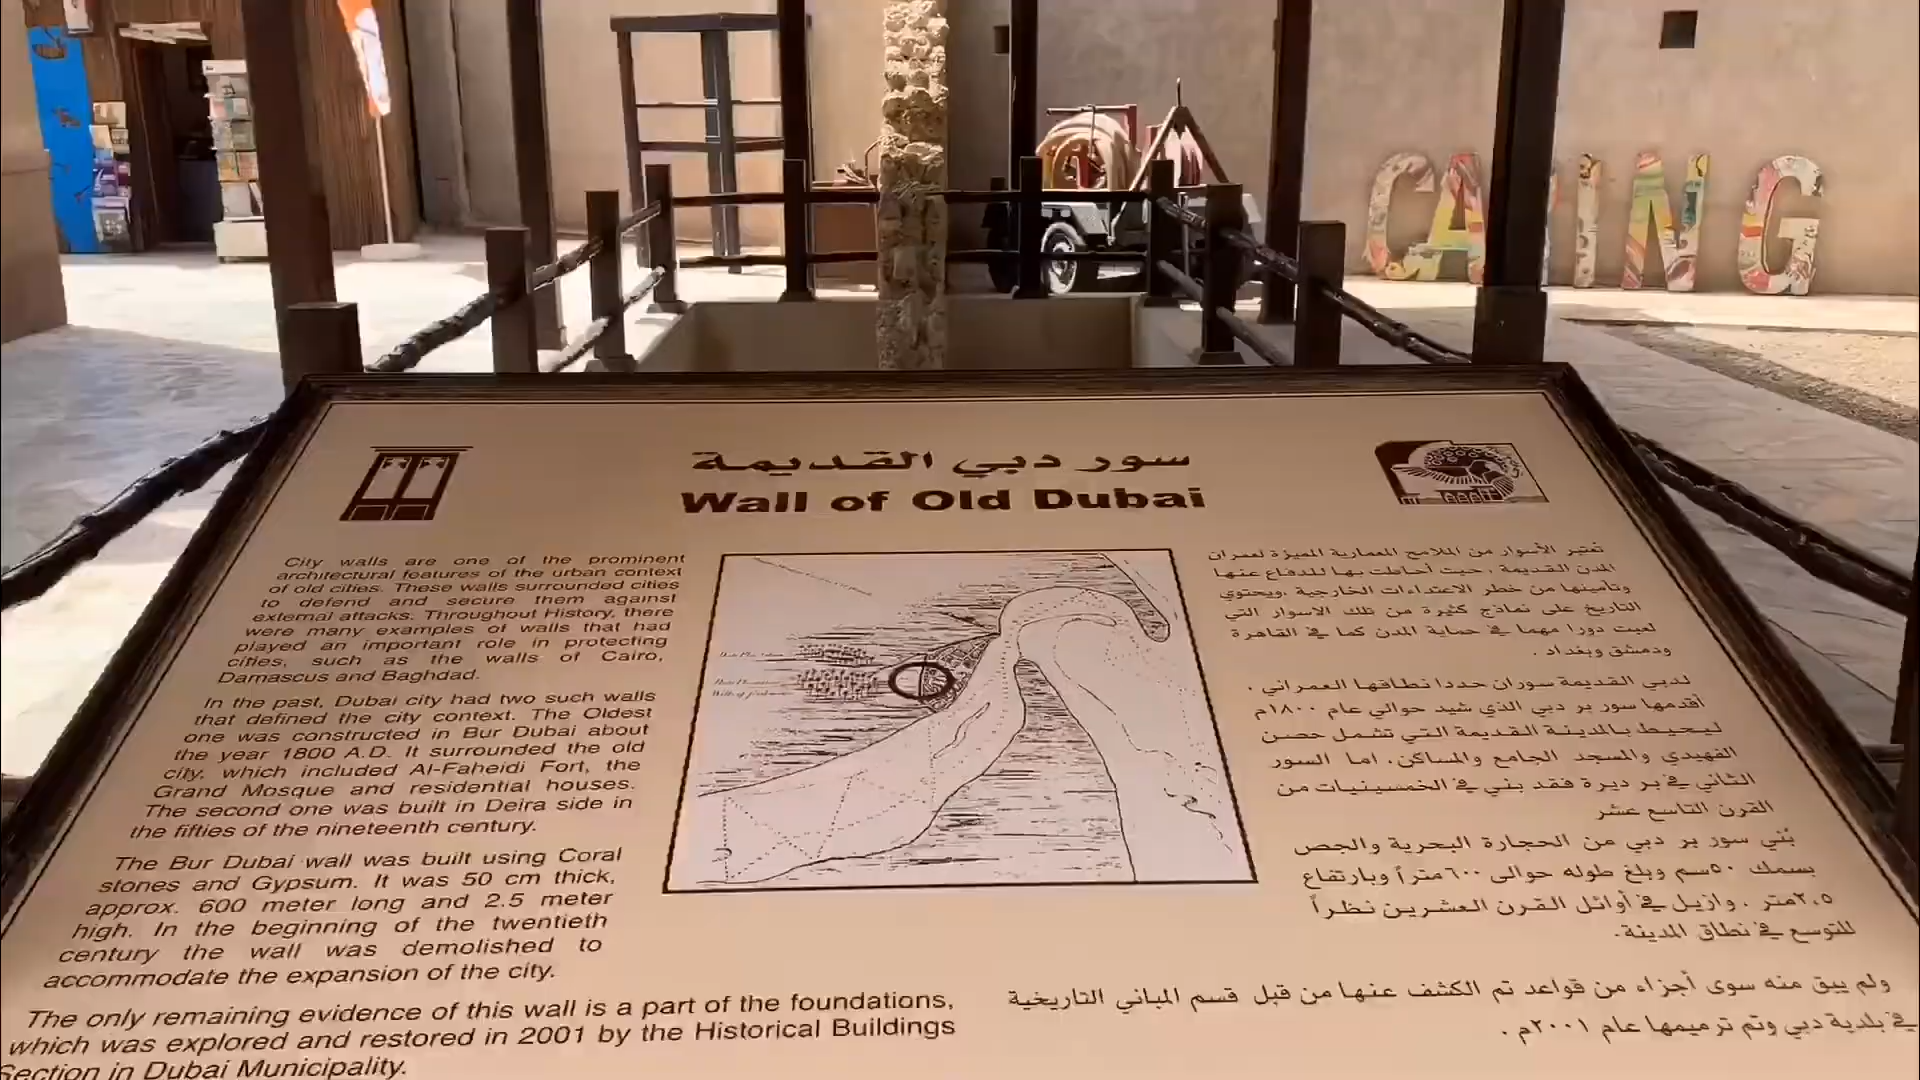 سور دبي القديمة
Wall of Old Dubai
City walls are one of the prominent
architectural features of the urban context
of old cities. These walls surrounded cities
to defend and secure them against
external attacks. Throughout History, there
were many examples of walls that had
played an important role in protecting
cities, such as the walls of Cairo,
Damascus and Baghdad.
In the past, Dubai city had two such walls
that defined the city context. The Oldest
one was constructed in Bur Dubai about
the year 1800 A.D. It surrounded the old
city, which included Al-Faheidi Fort, the
Grand Mosque and residential houses.
The second one was built in Deira side in
the fifties of the nineteenth century.
The Bur Dubai wall was built using Coral
stones and Gypsum. It was 50 cm thick,
approx. 600 meter long and 2.5 meter
high. In the beginning of the twentieth
century the wall was demolished to
accommodate the expansion of the city.
The only remaining evidence of this wall is a part of the foundations,
which was explored and restored in 2001 by the Historical Buildings
Section in Dubai Municipality.
تعتبر الأسوار من الملامح المعمارية المميزة لعمران
المدن القديمة ، حيث أحاطت بها للدفاع عنها
وتأمينها من خطر الاعتداءات الخارجية ،ويحتوي
التاريخ على نماذج كثيرة من تلك الاسوار التي
لعبت دورا مهما في حماية المدن كما في القاهرة
ودمشق وبغداد .
لدبي القديمة سوران حددا نطاقها العمراني ،
أقدمها سور بر دبي الذي شيد حوالي عام ١٨٠٠م
ليحيط بالمدينة القديمة التي تشمل حصن
الفهيدي والمسجد الجامع والمساكن، اما السور
الثاني في بر ديرة فقد بني في الخمسينيات من
القرن التاسع عشر
بُني سور بر دبي من الحجارة البحرية والجص
بسمك ٥٠سم وبلغ طوله حوالى ٦٠٠متراً وبارتفاع
٢,٥متر . وازيل في أوائل القرن العشرين نظراً
للتوسع في نطاق المدينة.
ولم يبق منه سوى أجزاء من قواعد تم الكشف عنها من قبل قسم المباني التاريخية
في بلدية دبي وتم ترميمها عام ٢٠٠١م .